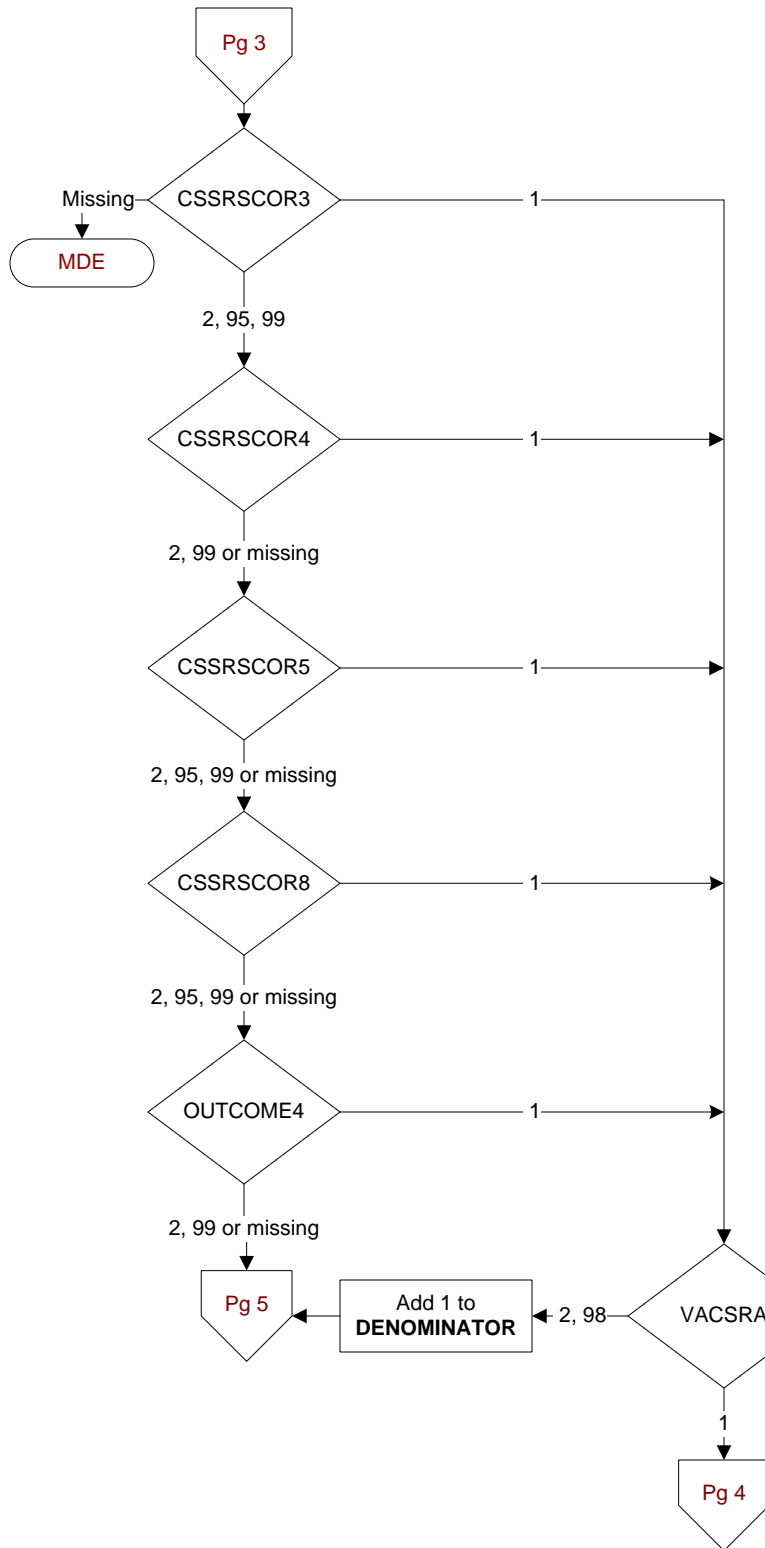 Pg 3
CSSRSCOR3
Missing
1
MDE
2, 95, 99
CSSRSCOR4
1
2, 99 or missing
CSSRSCOR5
1
2, 95, 99 or missing
CSSRSCOR8
1
2, 95, 99 or missing
OUTCOME4
1
2, 99 or missing
Pg 5
Add 1 to
DENOMINATOR
2, 98
VACSRA
1
Pg 4